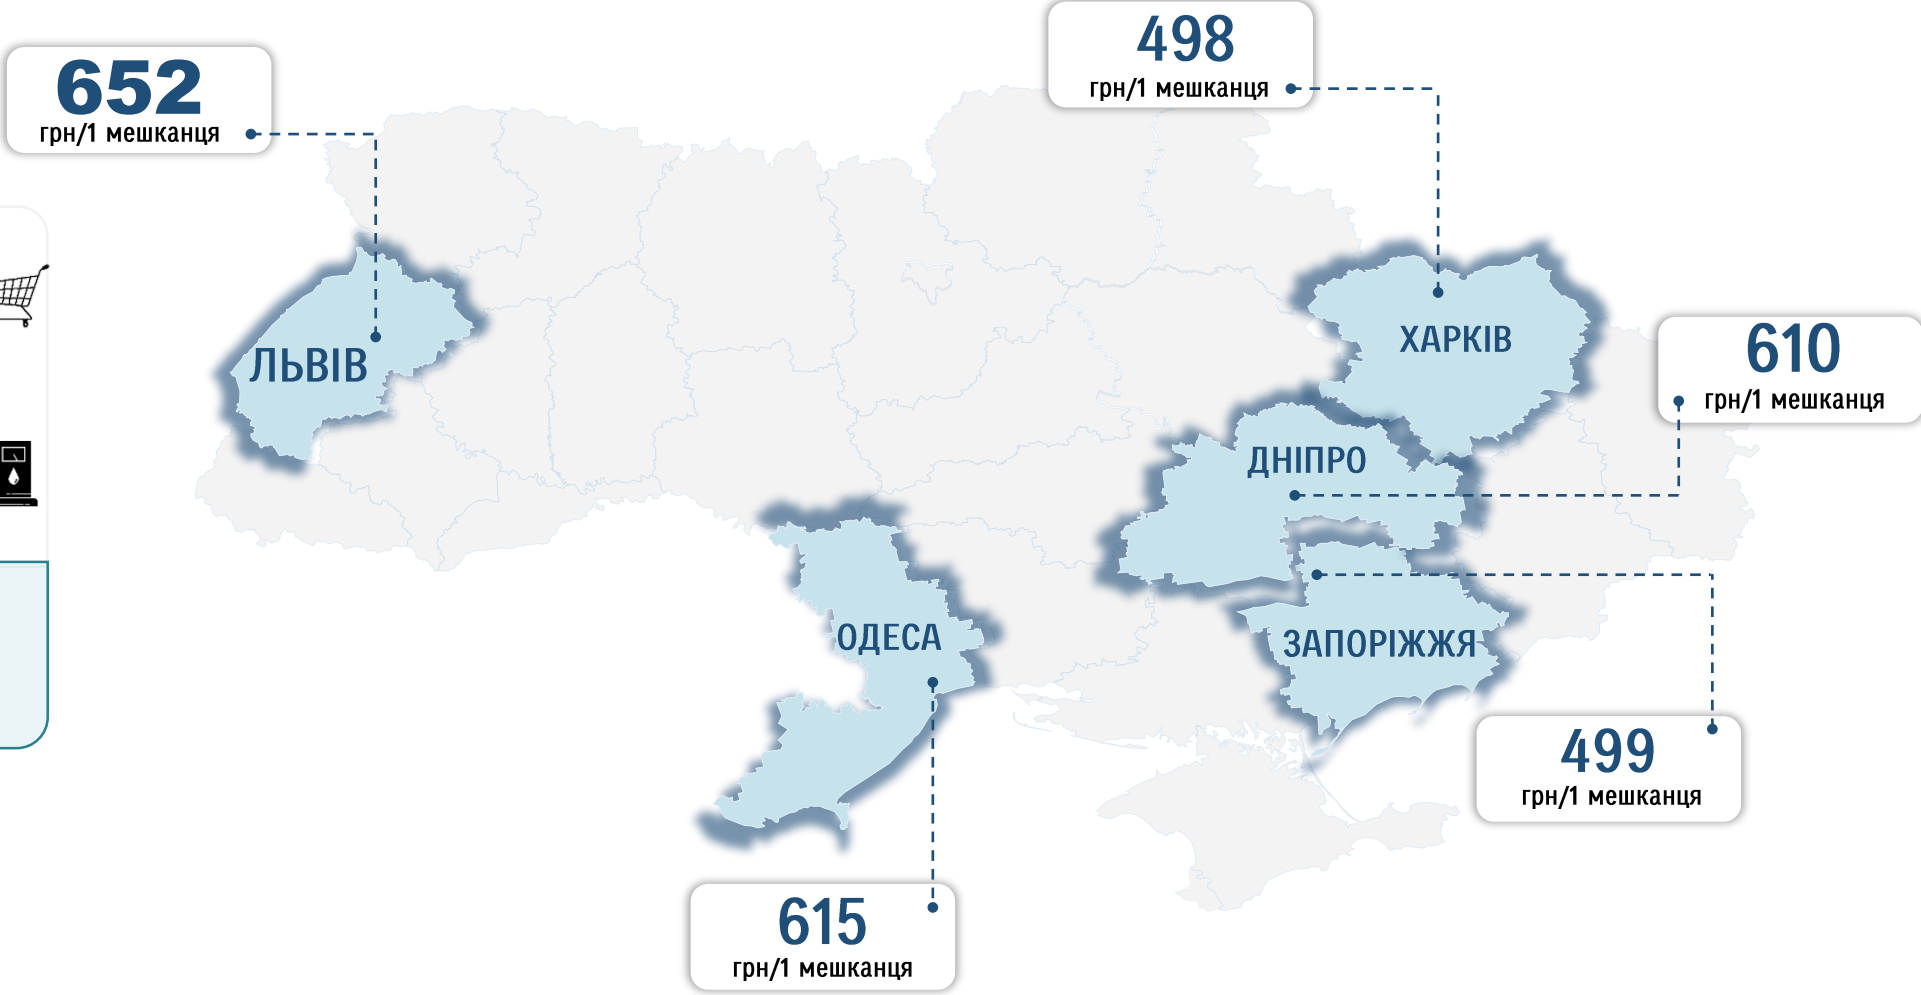 498
грн/1 мешканця
652
грн/1 мешканця
610
грн/1 мешканця
ХАРКІВ
ЛЬВІВ
ДНІПРО
ОДЕСА
ЗАПОРІЖЖЯ
499
грн/1 мешканця
615
грн/1 мешканця